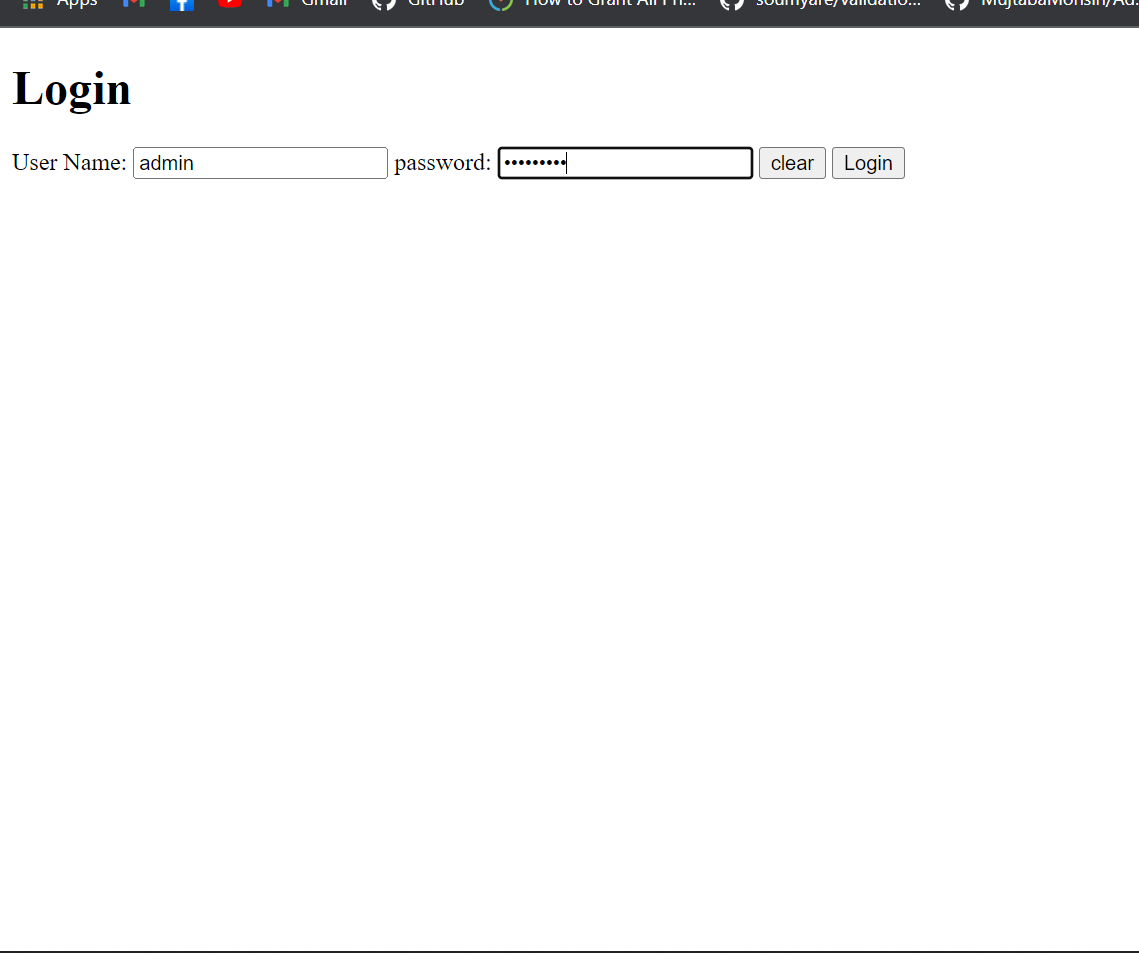 Apps Gmail GitHub How to Grant All Pri... soumyare/validatio... MujtabaMohsin/Ad.
Login
User Name: admin password: ••••••••• clear Login